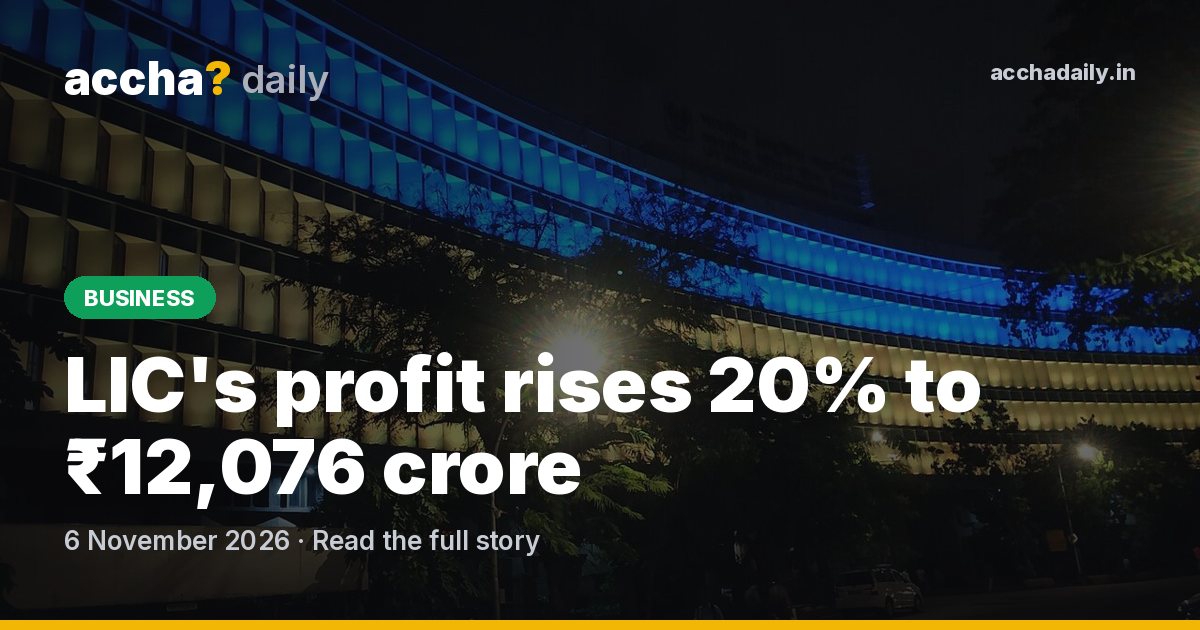 accha? daily
acchadaily.in
BUSINESS
LIC's profit rises 20% to
₹12,076 crore
6 November 2026 · Read the full story